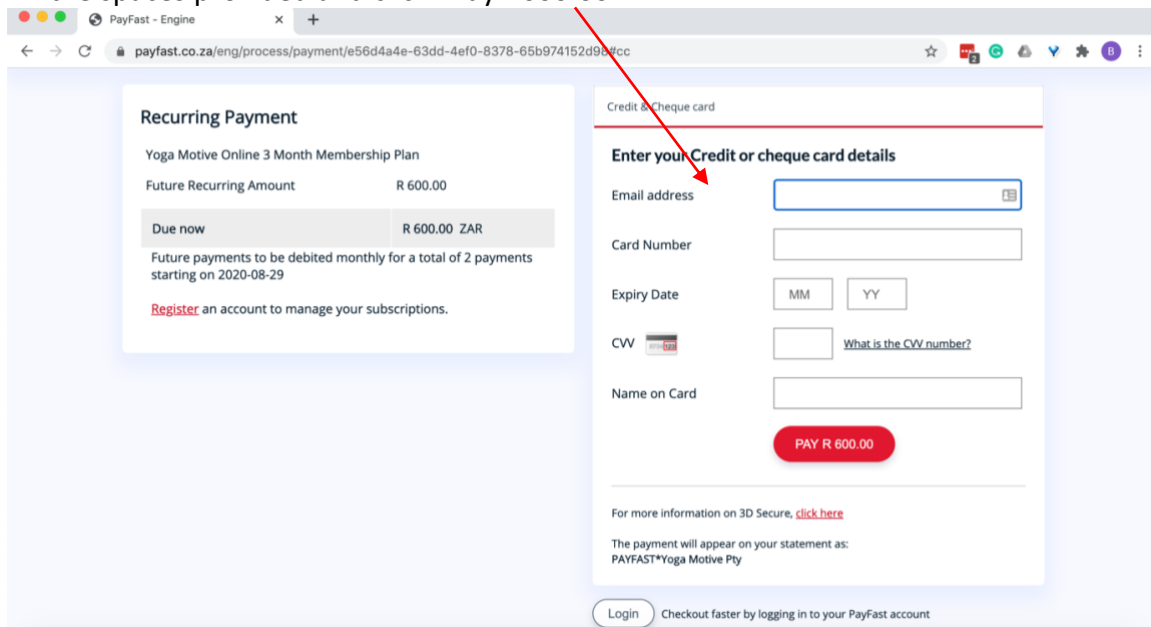 PayFast - Engine
payfast.co.za/eng/process/payment/e56d4a4e-63dd-4ef0-8378-65b974152d98#cc
2
B
Recurring Payment
Yoga Motive Online 3 Month Membership Plan
Future Recurring Amount R 600.00
Due now R 600.00 ZAR
Future payments to be debited monthly for a total of 2 payments
starting on 2020-08-29
Register an account to manage your subscriptions.
Credit & Cheque card
Enter your Credit or cheque card details
Email address
Card Number
Expiry Date MM YY
CVV What is the CVV number?
Name on Card
PAY R 600.00
For more information on 3D Secure, click here
The payment will appear on your statement as:
PAYFAST*Yoga Motive Pty
Login Checkout faster by logging in to your PayFast account